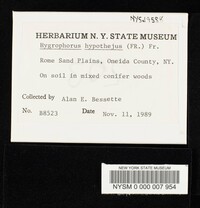 HERBARIUM N. Y. STATE MUSEUM
Hygrophorus hypothejus (FR.) Fr.
Rome Sand Plains, Oneida County, NY.
On soil in mixed conifer woods
Collected by Alan E. Bessette
No. B8523 Date Nov. 11, 1989
NEW YORK STATE MUSEUM
NYSM 0 000 007 954